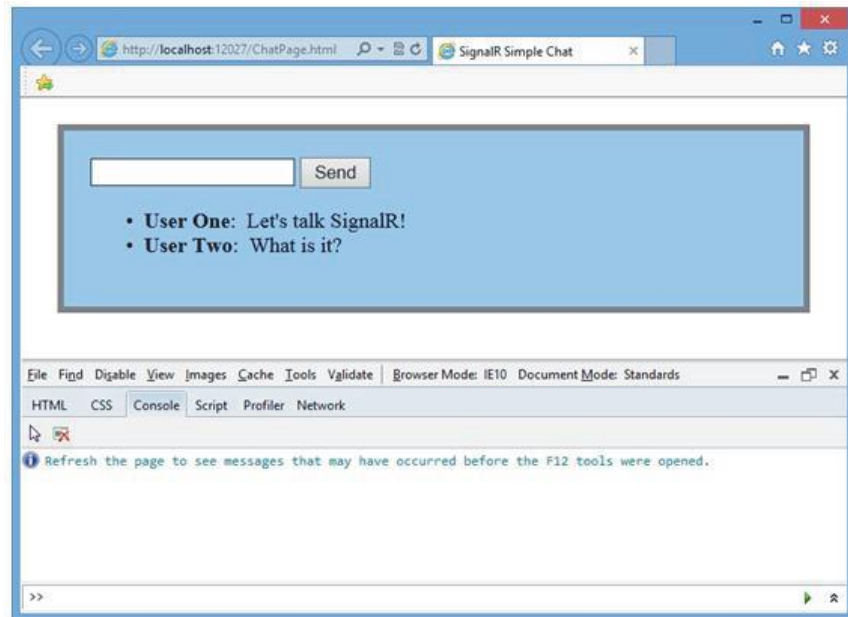 http://localhost:12027/ChatPage.html
SignalR Simple Chat
Send
• User One: Let's talk SignalR!
• User Two: What is it?
File Find Disable View Images Cache Tools Validate Browser Mode: IE10 Document Mode: Standards
HTML CSS Console Script Profiler Network
Refresh the page to see messages that may have occurred before the F12 tools were opened.
>>